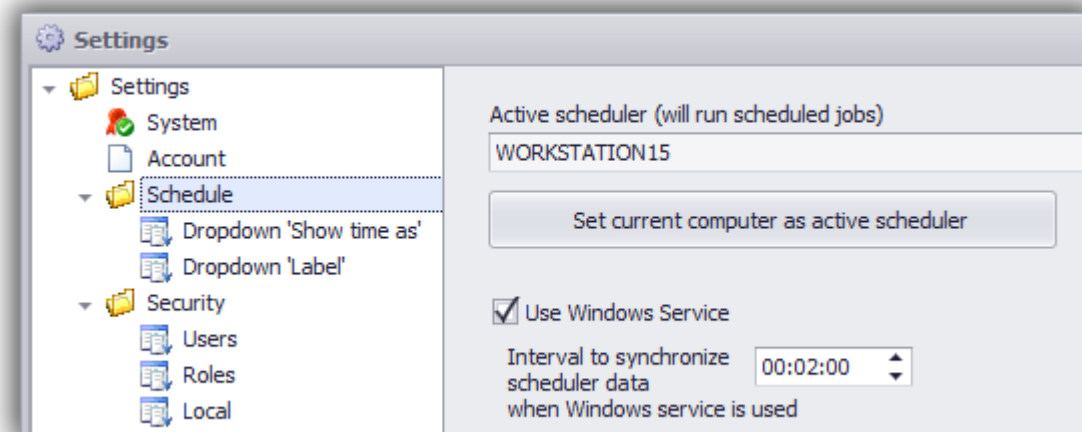 Settings
Settings
System
Account
Schedule
Dropdown 'Show time as'
Dropdown 'Label'
Security
Users
Roles
Local
Active scheduler (will run scheduled jobs)
WORKSTATION15
Set current computer as active scheduler
Use Windows Service
Interval to synchronize
scheduler data
when Windows service is used
00:02:00